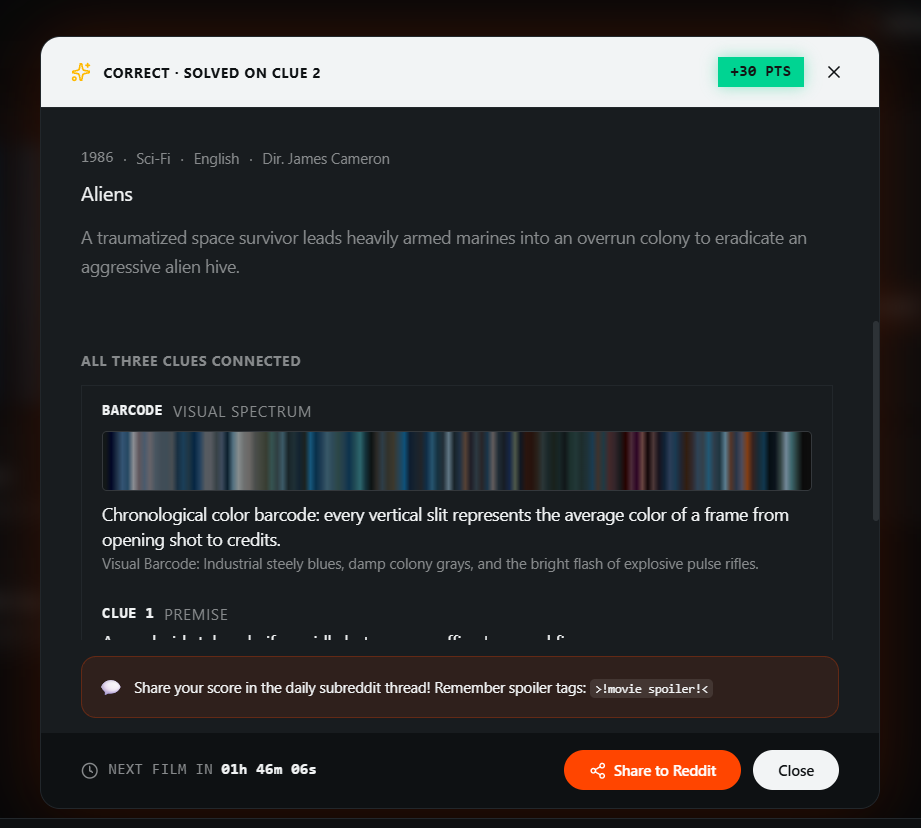 CORRECT · SOLVED ON CLUE 2
+30 PTS
1986 · Sci-Fi · English · Dir. James Cameron
Aliens
A traumatized space survivor leads heavily armed marines into an overrun colony to eradicate an
aggressive alien hive.
ALL THREE CLUES CONNECTED
BARCODE VISUAL SPECTRUM
Chronological color barcode: every vertical slit represents the average color of a frame from
opening shot to credits.
Visual Barcode: Industrial steely blues, damp colony grays, and the bright flash of explosive pulse rifles.
CLUE 1 PREMISE
Share your score in the daily subreddit thread! Remember spoiler tags: >!movie spoiler!<
NEXT FILM IN 01h 46m 06s
Share to Reddit
Close